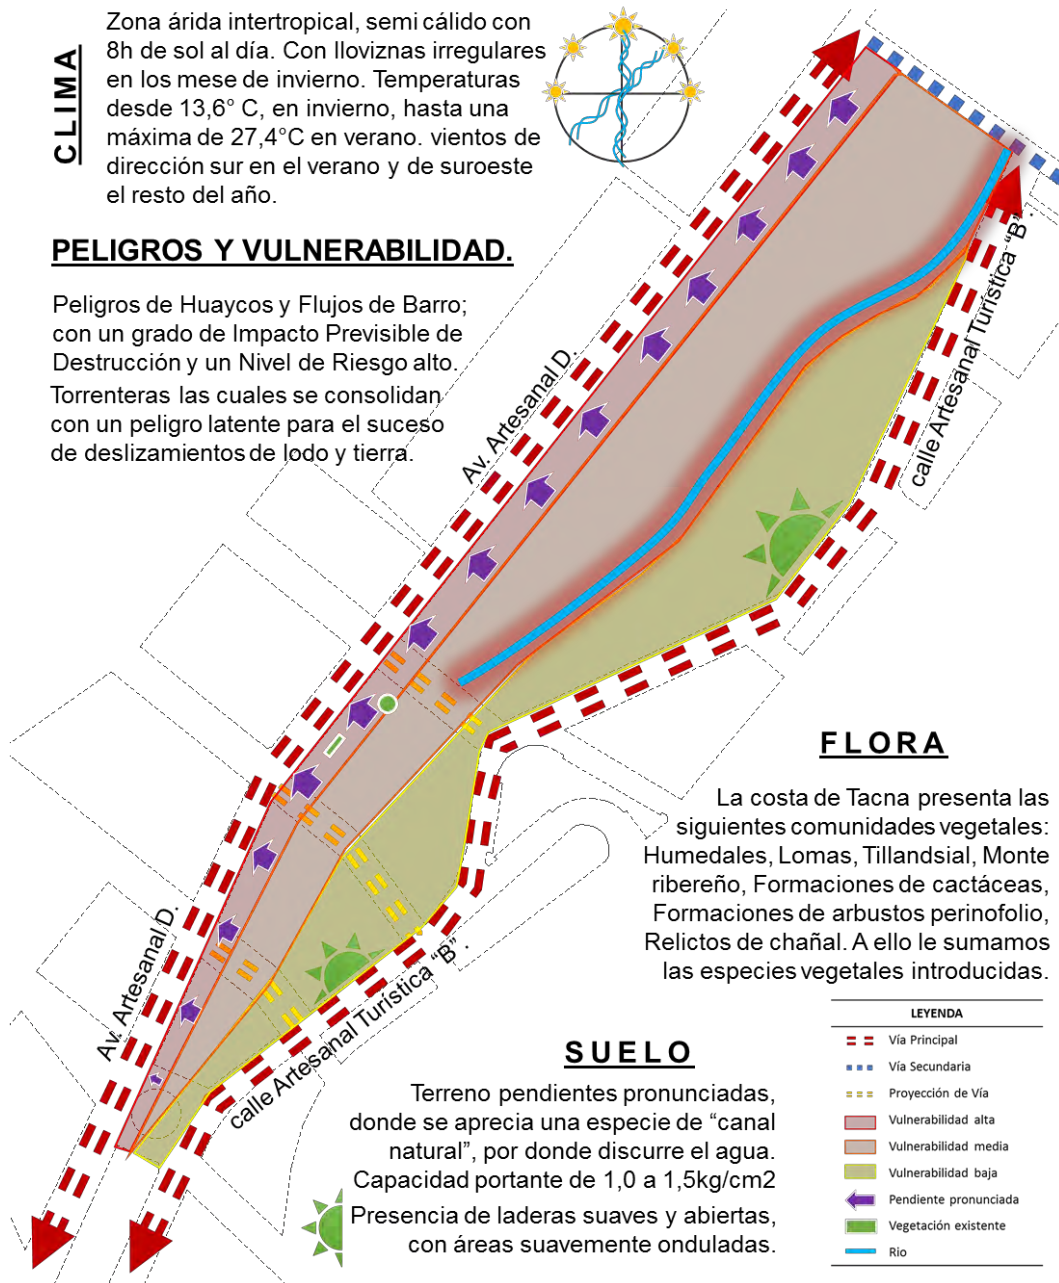 CLIMA
Zona árida intertropical, semi cálido con
8h de sol al día. Con lloviznas irregulares
en los mese de invierno. Temperaturas
desde 13,6° C, en invierno, hasta una
máxima de 27,4°C en verano. vientos de
dirección sur en el verano y de suroeste
el resto del año.
PELIGROS Y VULNERABILIDAD.
Peligros de Huaycos y Flujos de Barro;
con un grado de Impacto Previsible de
Destrucción y un Nivel de Riesgo alto.
Torrenteras las cuales se consolidan
con un peligro latente para el suceso
de deslizamientos de lodo y tierra.
Av. Artesanal D.
calle Artesanal Turística "B".
FLORA
La costa de Tacna presenta las
siguientes comunidades vegetales:
Humedales, Lomas, Tillandsial, Monte
ribereño, Formaciones de cactáceas,
Formaciones de arbustos perinofolio,
Relictos de chañal. A ello le sumamos
las especies vegetales introducidas.
Av. Artesanal D.
calle Artesanal Turística "B".
SUELO
Terreno pendientes pronunciadas,
donde se aprecia una especie de “canal
natural”, por donde discurre el agua.
Capacidad portante de 1,0 a 1,5kg/cm2
Presencia de laderas suaves y abiertas,
con áreas suavemente onduladas.
LEYENDA
Vía Principal
Vía Secundaria
Proyección de Vía
Vulnerabilidad alta
Vulnerabilidad media
Vulnerabilidad baja
Pendiente pronunciada
Vegetación existente
Rio